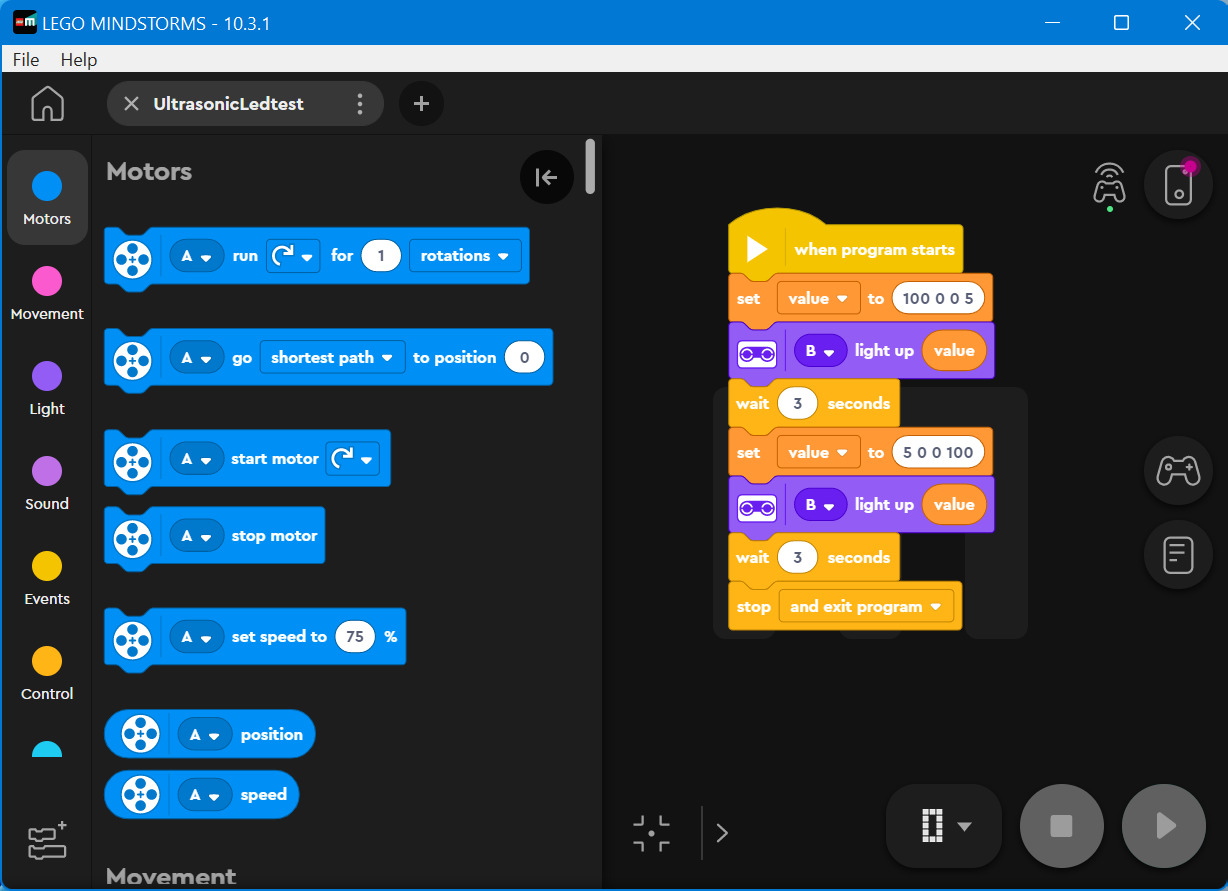 LEGO MINDSTORMS - 10.3.1
File Help
UltrasonicLedtest
Motors
Movement
Light
Sound
Events
Control
Motors
A run for 1 rotations
A go shortest path to position 0
A start motor
A stop motor
A set speed to 75 %
A position
A speed
Movement
when program starts
set value to 100 0 0 5
B light up value
wait 3 seconds
set value to 5 0 0 100
B light up value
wait 3 seconds
stop and exit program